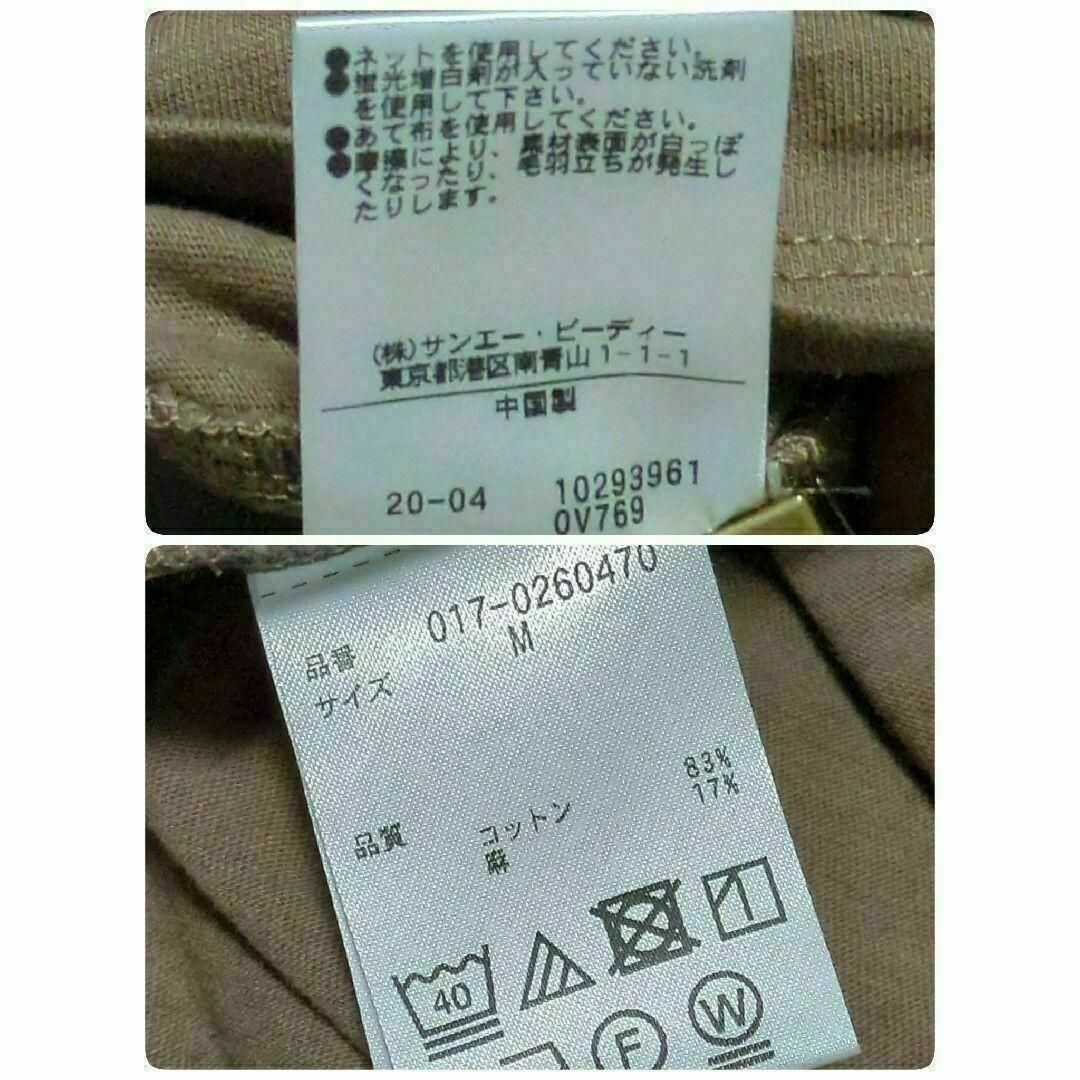 ●ネットを使用してください。
●蛍光増白剤が入っていない洗剤
を使用して下さい。
●あて布を使用してください。
●摩擦により、素材表面が白っぽ
くなったり、毛羽立ちが発生し
たりします。
(株)サンエー・ビーディー
東京都港区南青山1-1-1
中国製
20-04 10293961
0V769
品番 017-0260470
サイズ M
品質 コットン 83%
麻 17%
40
F W